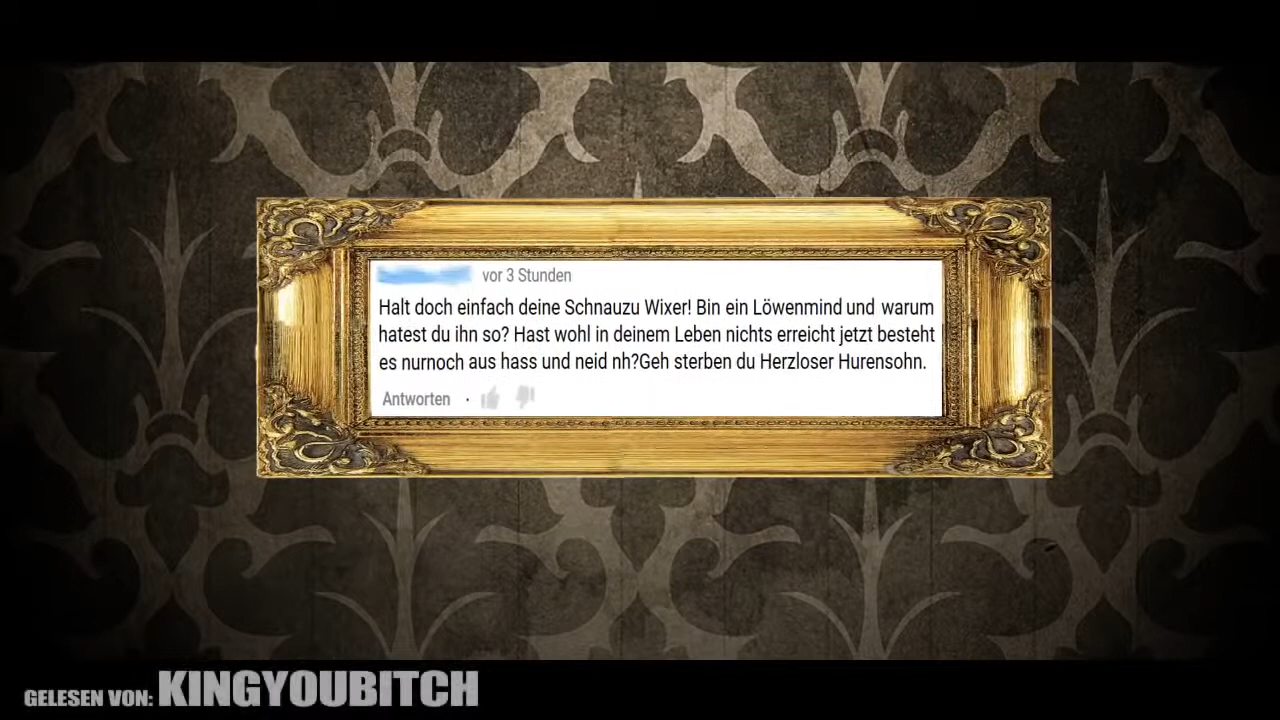 vor 3 Stunden
Halt doch einfach deine Schnauzu Wixer! Bin ein Löwenmind und warum
hatest du ihn so? Hast wohl in deinem Leben nichts erreicht jetzt besteht
es nurnoch aus hass und neid nh?Geh sterben du Herzloser Hurensohn.
Antworten ·
GELESEN VON: KINGYOUBITCH